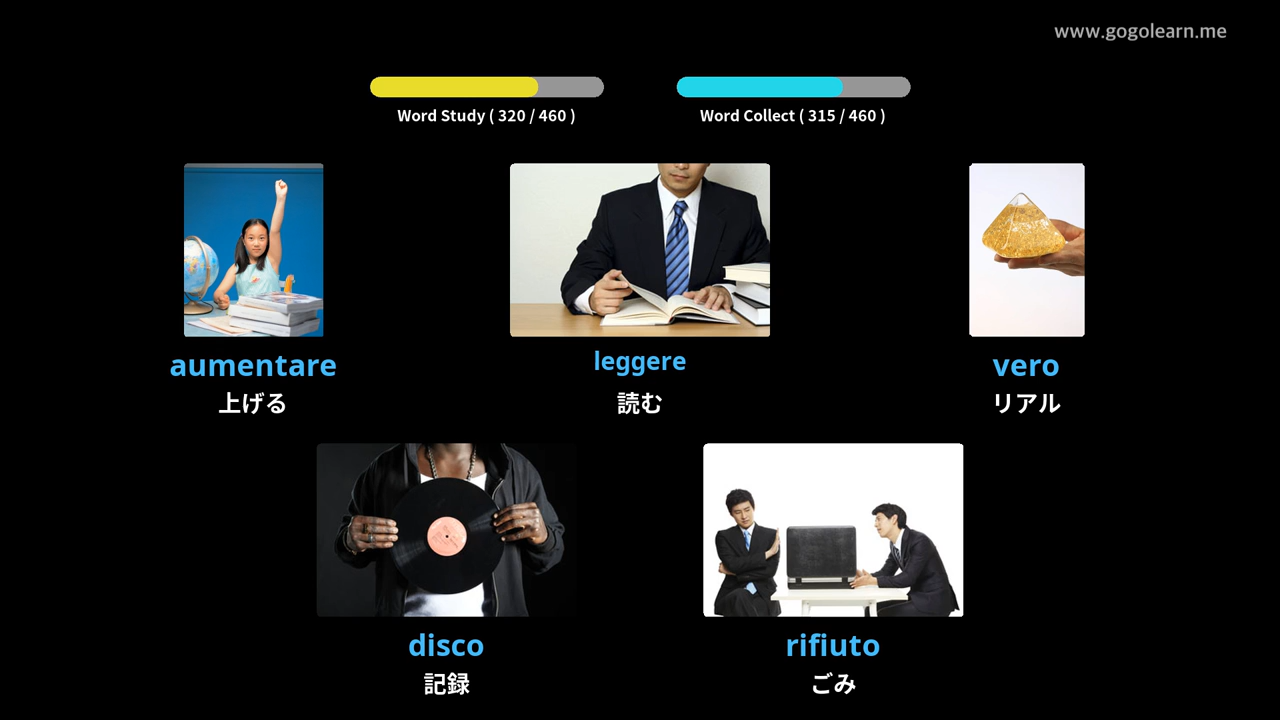 www.gogolearn.me
Word Study ( 320 / 460 )
Word Collect ( 315 / 460 )
aumentare
上げる
leggere
読む
vero
リアル
disco
記録
rifiuto
ごみ